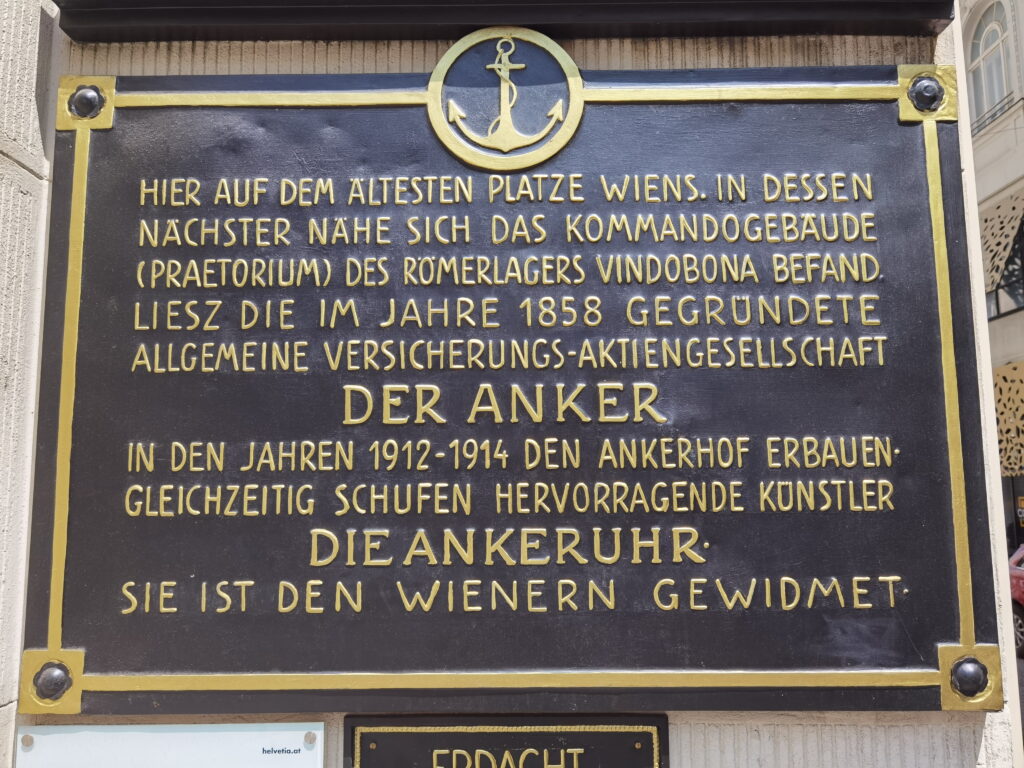 HIER AUF DEM ÄLTESTEN PLATZE WIENS. IN DESSEN
NÄCHSTER NÄHE SICH DAS KOMMANDOGEBÄUDE
(PRAETORIUM) DES RÖMERLAGERS VINDOBONA BEFAND.
LIESZ DIE IM JAHRE 1858 GEGRÜNDETE
ALLGEMEINE VERSICHERUNGS-AKTIENGESELLSCHAFT
DER ANKER
IN DEN JAHREN 1912-1914 DEN ANKERHOF ERBAUEN·
GLEICHZEITIG SCHUFEN HERVORRAGENDE KÜNSTLER
DIE ANKERUHR·
SIE IST DEN WIENERN GEWIDMET·
helvetia.at
ERDACHT